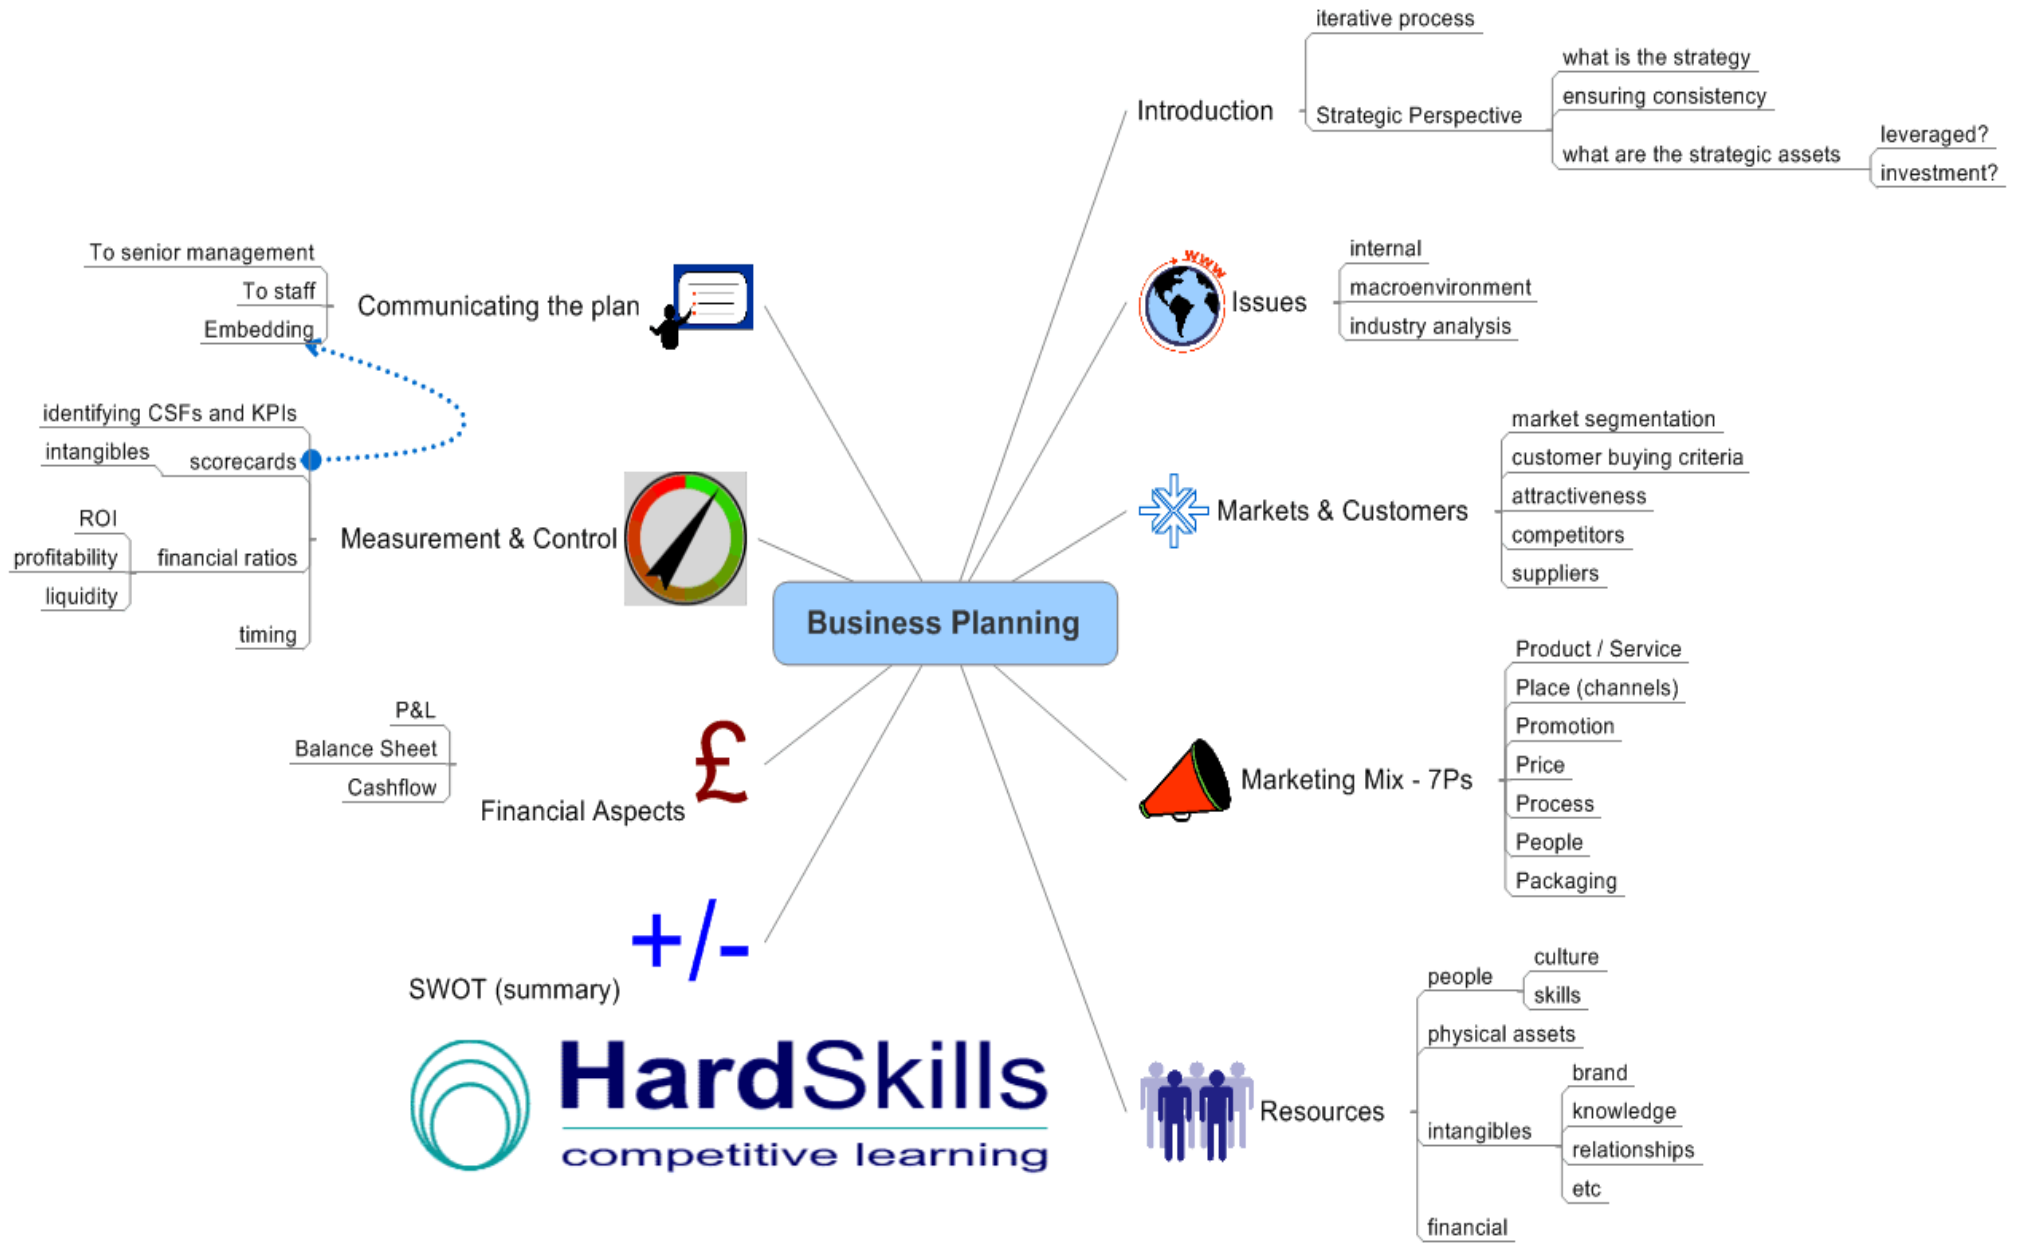 Business Planning
Introduction
iterative process
Strategic Perspective
what is the strategy
ensuring consistency
what are the strategic assets
leveraged?
investment?
www
Issues
internal
macroenvironment
industry analysis
Markets & Customers
market segmentation
customer buying criteria
attractiveness
competitors
suppliers
Marketing Mix - 7Ps
Product / Service
Place (channels)
Promotion
Price
Process
People
Packaging
Resources
people
culture
skills
physical assets
intangibles
brand
knowledge
relationships
etc
financial
Communicating the plan
To senior management
To staff
Embedding
Measurement & Control
identifying CSFs and KPIs
scorecards
intangibles
financial ratios
ROI
profitability
liquidity
timing
£
Financial Aspects
P&L
Balance Sheet
Cashflow
+/-
SWOT (summary)
HardSkills
competitive learning